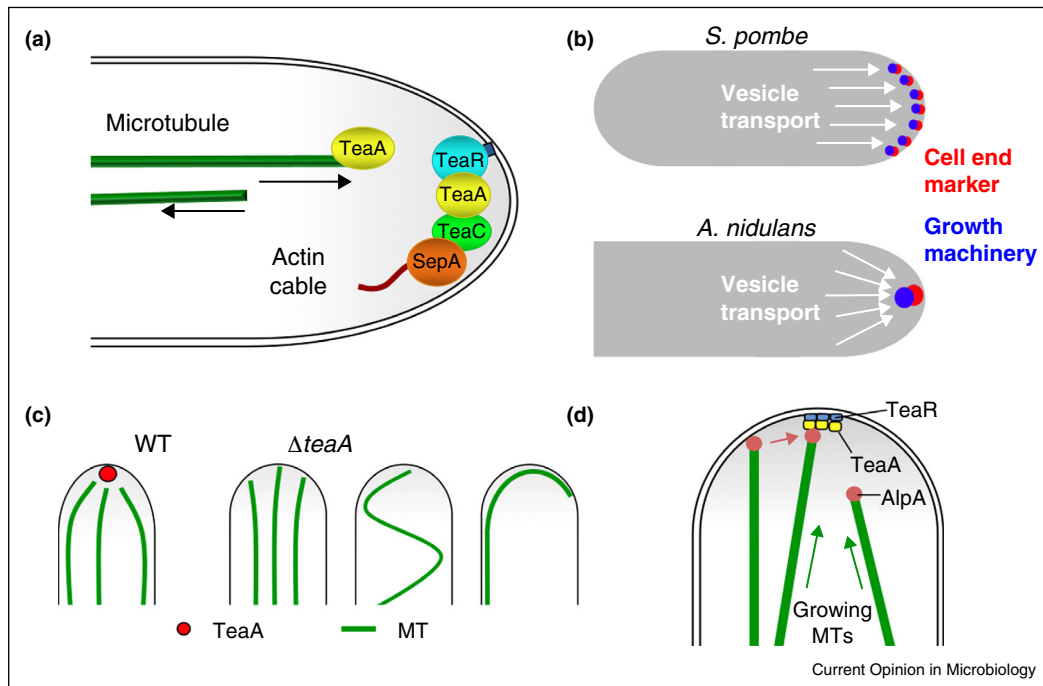 (a)
Microtubule
TeaA
TeaR
TeaA
TeaC
SepA
Actin
cable
(b)
S. pombe
Vesicle
transport
Cell end
marker
Growth
machinery
A. nidulans
Vesicle
transport
(c)
WT
ΔteaA
TeaA
MT
(d)
TeaR
TeaA
AlpA
Growing
MTs
Current Opinion in Microbiology